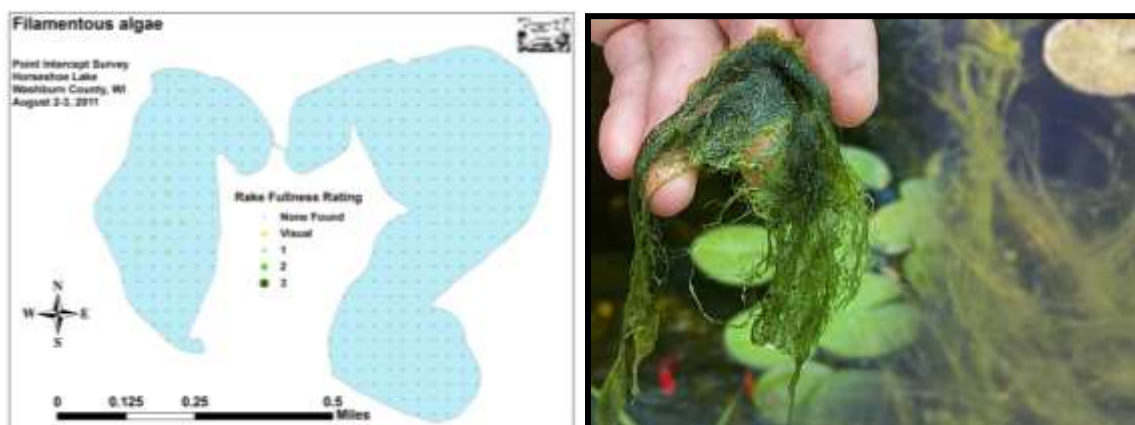 Filamentous algae
Point Intercept Survey
Horseshoe Lake
Washburn County, WI
August 2-3, 2011
Rake Fullness Rating
None Found
Visual
1
2
3
N
W E
S
0 0.125 0.25 0.5
Miles